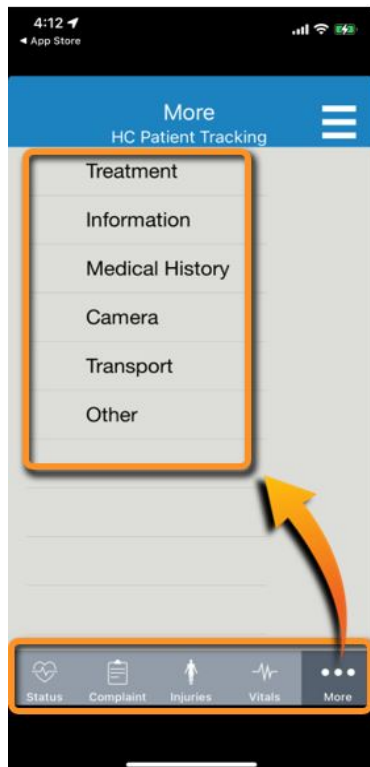 4:12
◄ App Store
More
HC Patient Tracking
Treatment
Information
Medical History
Camera
Transport
Other
Status Complaint Injuries Vitals More